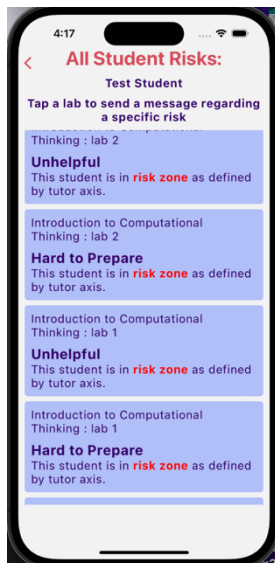 4:17
All Student Risks:
Test Student
Tap a lab to send a message regarding
a specific risk
Introduction to Computational
Thinking : lab 2
Unhelpful
This student is in risk zone as defined
by tutor axis.
Introduction to Computational
Thinking : lab 2
Hard to Prepare
This student is in risk zone as defined
by tutor axis.
Introduction to Computational
Thinking : lab 1
Unhelpful
This student is in risk zone as defined
by tutor axis.
Introduction to Computational
Thinking : lab 1
Hard to Prepare
This student is in risk zone as defined
by tutor axis.